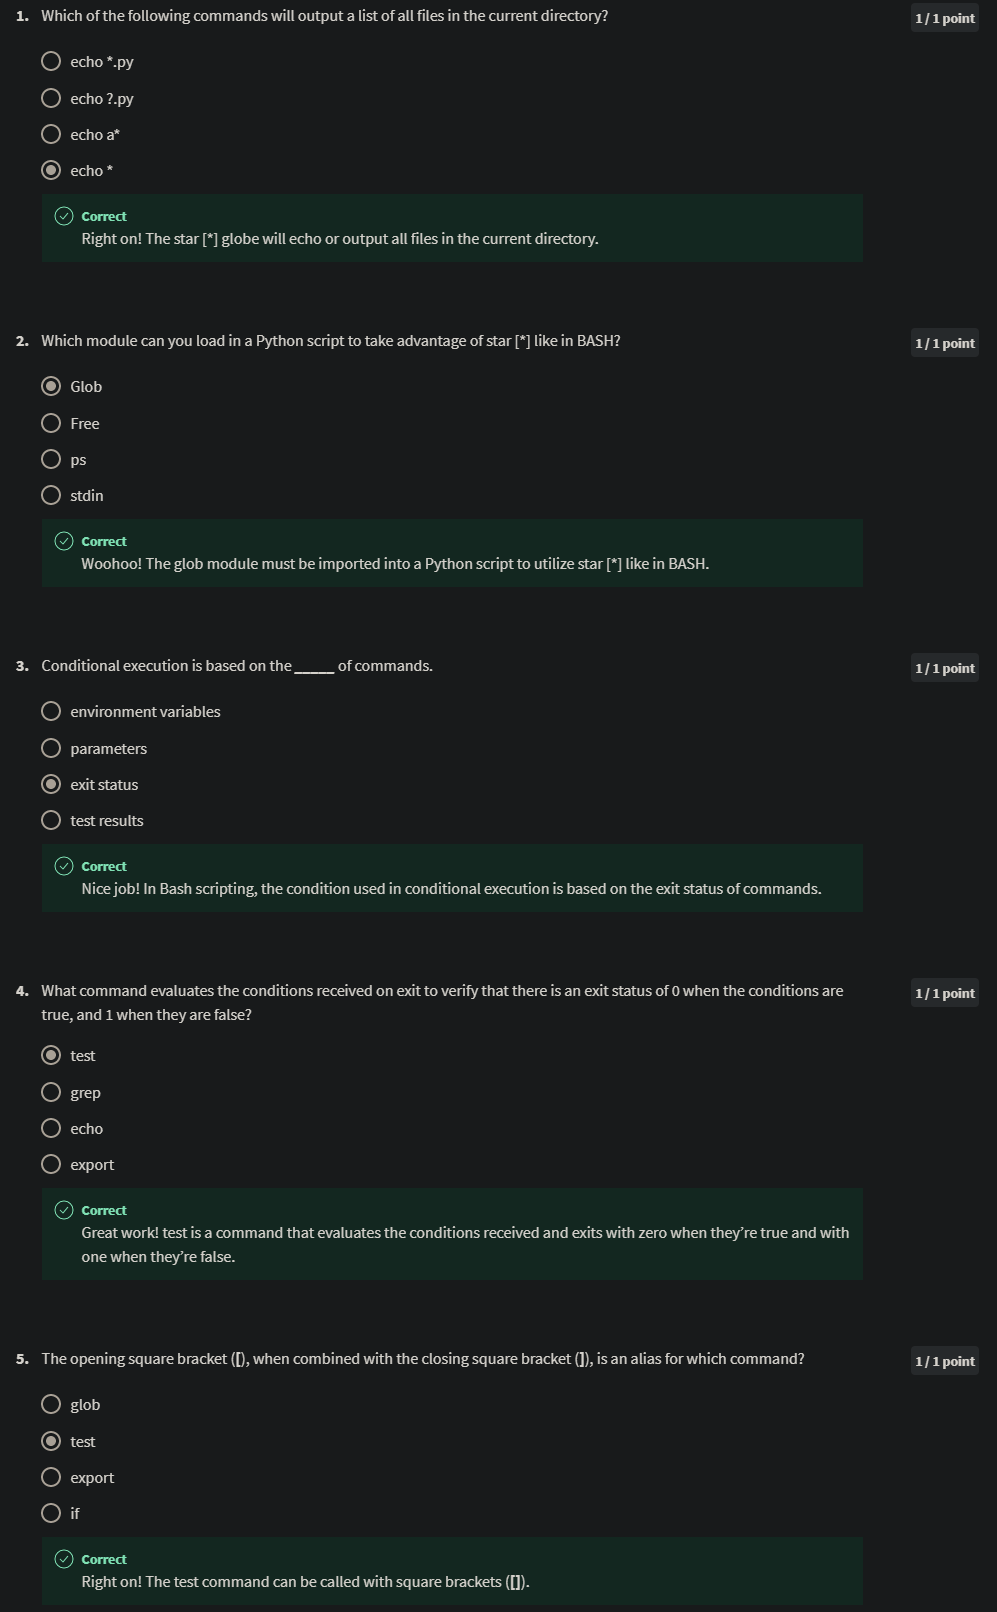 1. Which of the following commands will output a list of all files in the current directory?
1 / 1 point
echo *.py
echo ?.py
echo a*
echo *
Correct
Right on! The star [*] globe will echo or output all files in the current directory.
2. Which module can you load in a Python script to take advantage of star [*] like in BASH?
1 / 1 point
Glob
Free
ps
stdin
Correct
Woohoo! The glob module must be imported into a Python script to utilize star [*] like in BASH.
3. Conditional execution is based on the _____ of commands.
1 / 1 point
environment variables
parameters
exit status
test results
Correct
Nice job! In Bash scripting, the condition used in conditional execution is based on the exit status of commands.
4. What command evaluates the conditions received on exit to verify that there is an exit status of 0 when the conditions are
true, and 1 when they are false?
1 / 1 point
test
grep
echo
export
Correct
Great work! test is a command that evaluates the conditions received and exits with zero when they’re true and with
one when they’re false.
5. The opening square bracket ([), when combined with the closing square bracket (]), is an alias for which command?
1 / 1 point
glob
test
export
if
Correct
Right on! The test command can be called with square brackets ([]).